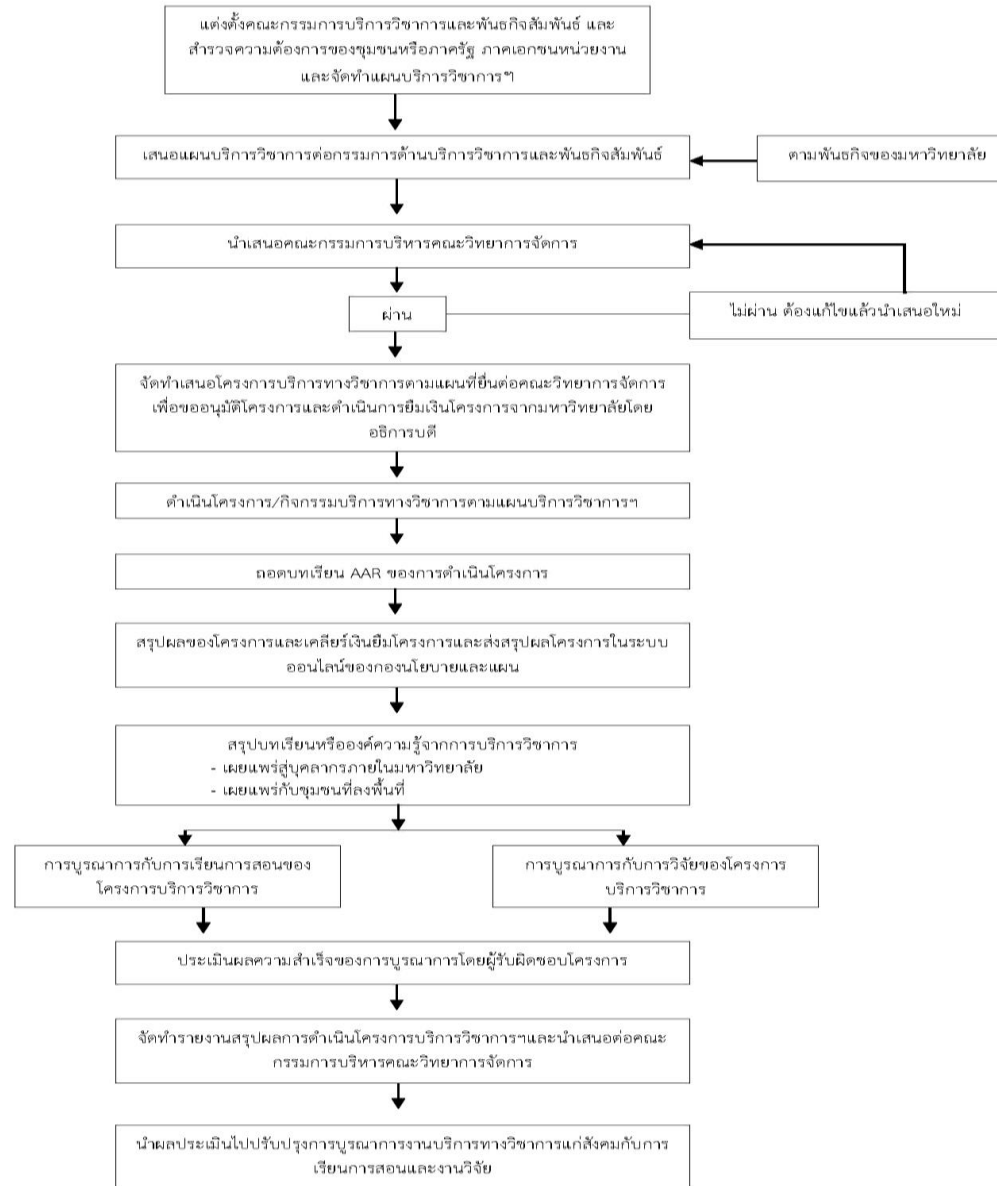 แต่งตั้งคณะกรรมการบริการวิชาการและพันธกิจสัมพันธ์ และ
สำรวจความต้องการของชุมชนหรือภาครัฐ ภาคเอกชนหน่วยงาน
และจัดทำแผนบริการวิชาการฯ
เสนอแผนบริการวิชาการต่อกรรมการด้านบริการวิชาการและพันธกิจสัมพันธ์
ตามพันธกิจของมหาวิทยาลัย
นำเสนอคณะกรรมการบริหารคณะวิทยาการจัดการ
ผ่าน
ไม่ผ่าน ต้องแก้ไขแล้วนำเสนอใหม่
จัดทำเสนอโครงการบริการทางวิชาการตามแผนที่ยื่นต่อคณะวิทยาการจัดการ
เพื่อขออนุมัติโครงการและดำเนินการยืมเงินโครงการจากมหาวิทยาลัยโดย
อธิการบดี
ดำเนินโครงการ/กิจกรรมบริการทางวิชาการตามแผนบริการวิชาการฯ
ถอดบทเรียน AAR ของการดำเนินโครงการ
สรุปผลของโครงการและเคลียร์เงินยืมโครงการและส่งสรุปผลโครงการในระบบ
ออนไลน์ของกองนโยบายและแผน
สรุปบทเรียนหรือองค์ความรู้จากการบริการวิชาการ
- เผยแพร่สู่บุคลากรภายในมหาวิทยาลัย
- เผยแพร่กับชุมชนที่ลงพื้นที่
การบูรณาการกับการเรียนการสอนของ
โครงการบริการวิชาการ
การบูรณาการกับการวิจัยของโครงการ
บริการวิชาการ
ประเมินผลความสำเร็จของการบูรณาการโดยผู้รับผิดชอบโครงการ
จัดทำรายงานสรุปผลการดำเนินโครงการบริการวิชาการฯและนำเสนอต่อคณะ
กรรมการบริหารคณะวิทยาการจัดการ
นำผลประเมินไปปรับปรุงการบูรณาการงานบริการทางวิชาการแก่สังคมกับการ
เรียนการสอนและงานวิจัย